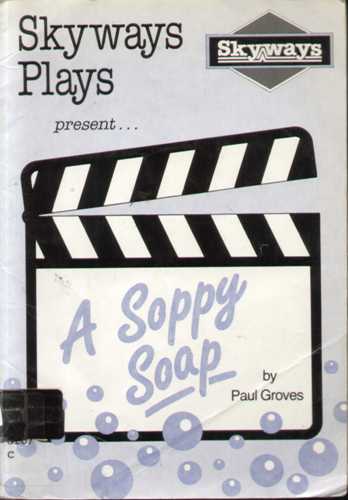 Skyways
Plays
Skyways
present...
A Soppy
Soap
by
Paul Groves
c